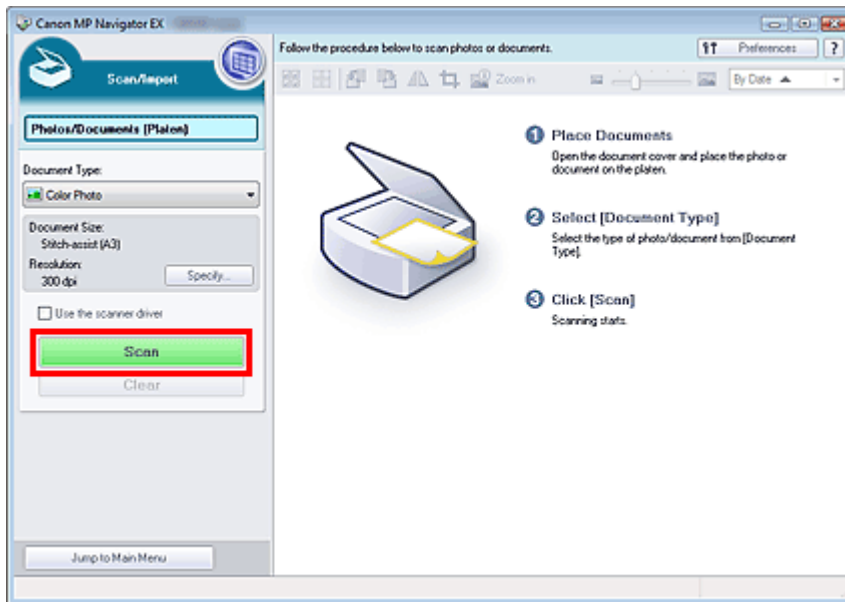 Canon MP Navigator EX
Scan/Import
Photos/Documents (Platen)
Document Type:
Color Photo
Document Size:
Stitch-assist (A3)
Resolution:
300 dpi
Specify...
Use the scanner driver
Scan
Clear
Jump to Main Menu
Follow the procedure below to scan photos or documents.
Preferences
?
Zoom in
By Date
1 Place Documents
Open the document cover and place the photo or
document on the platen.
2 Select [Document Type]
Select the type of photo/document from [Document
Type].
3 Click [Scan]
Scanning starts.